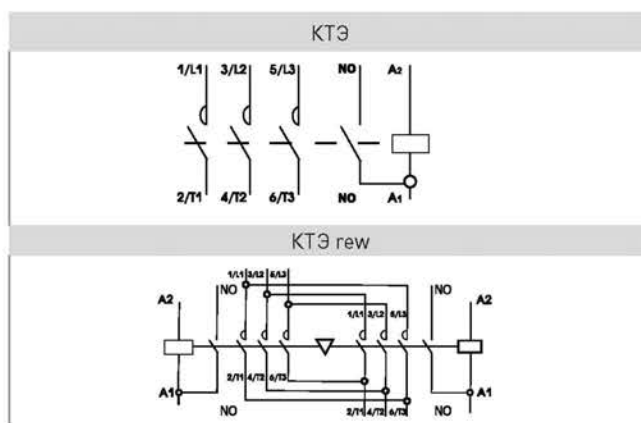 КТЭ
1/L1 3/L2 5/L3 NO A2
2/T1 4/T2 6/T3 NO A1
КТЭ rew
1/L1 3/L2 5/L3
NO NO
A2 A2
1/L1 3/L2 5/L3
2/T1 4/T2 6/T3
A1 A1
NO 2/T1 4/T2 6/T3 NO